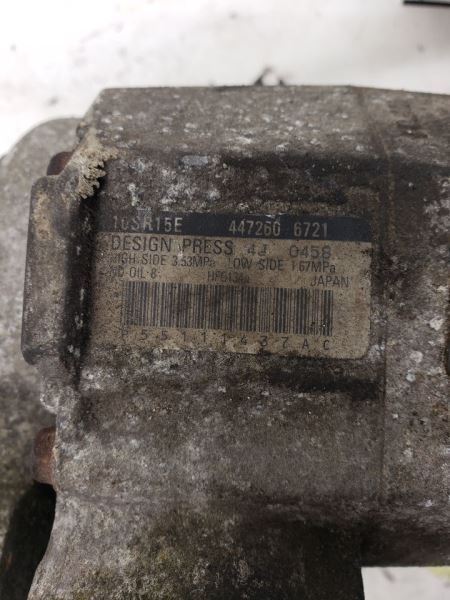 10SR15E 447260 6721
DESIGN PRESS 4J 0458
HIGH SIDE 3.53MPa LOW SIDE 1.67MPa
ND-OIL 8 HFC134a JAPAN
55111437AC